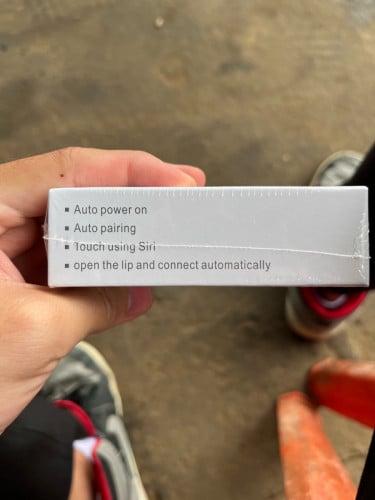 ▪ Auto power on
▪ Auto pairing
▪ Touch using Siri
▪ open the lip and connect automatically